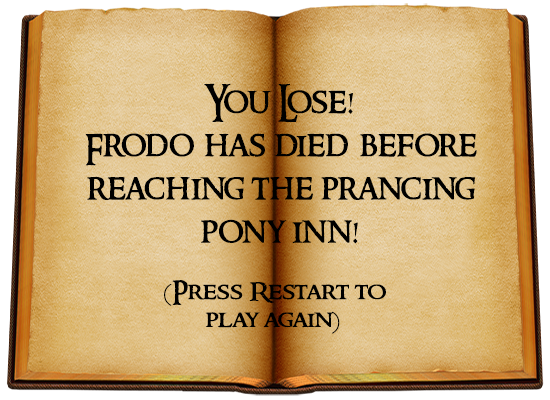 You Lose!
Frodo has died before
reaching the prancing
pony inn!
(Press Restart to
play again)